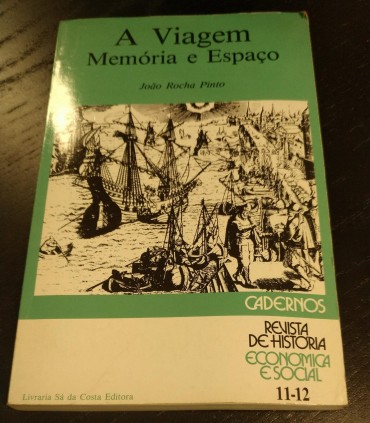 A Viagem
Memória e Espaço
João Rocha Pinto
CADERNOS
REVISTA
DE HISTÓRIA
ECONÓMICA
E SOCIAL
11-12
Livraria Sá da Costa Editora